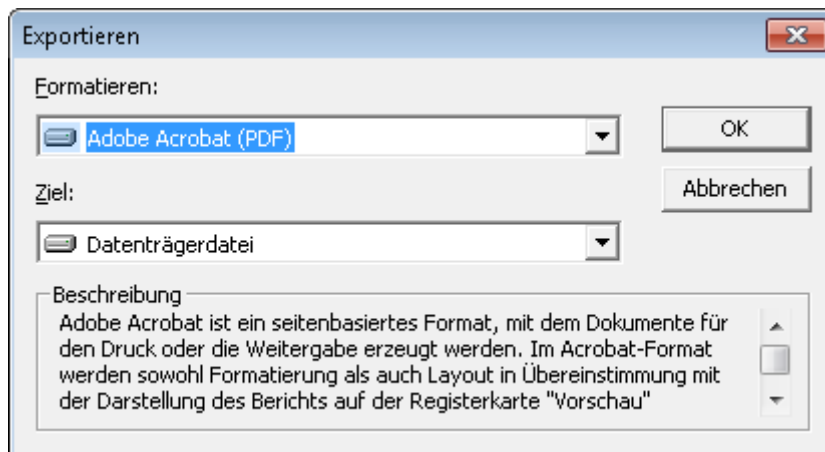 Exportieren
Formatieren:
Adobe Acrobat (PDF)
OK
Ziel:
Abbrechen
Datenträgerdatei
Beschreibung
Adobe Acrobat ist ein seitenbasiertes Format, mit dem Dokumente für
den Druck oder die Weitergabe erzeugt werden. Im Acrobat-Format
werden sowohl Formatierung als auch Layout in Übereinstimmung mit
der Darstellung des Berichts auf der Registerkarte "Vorschau"